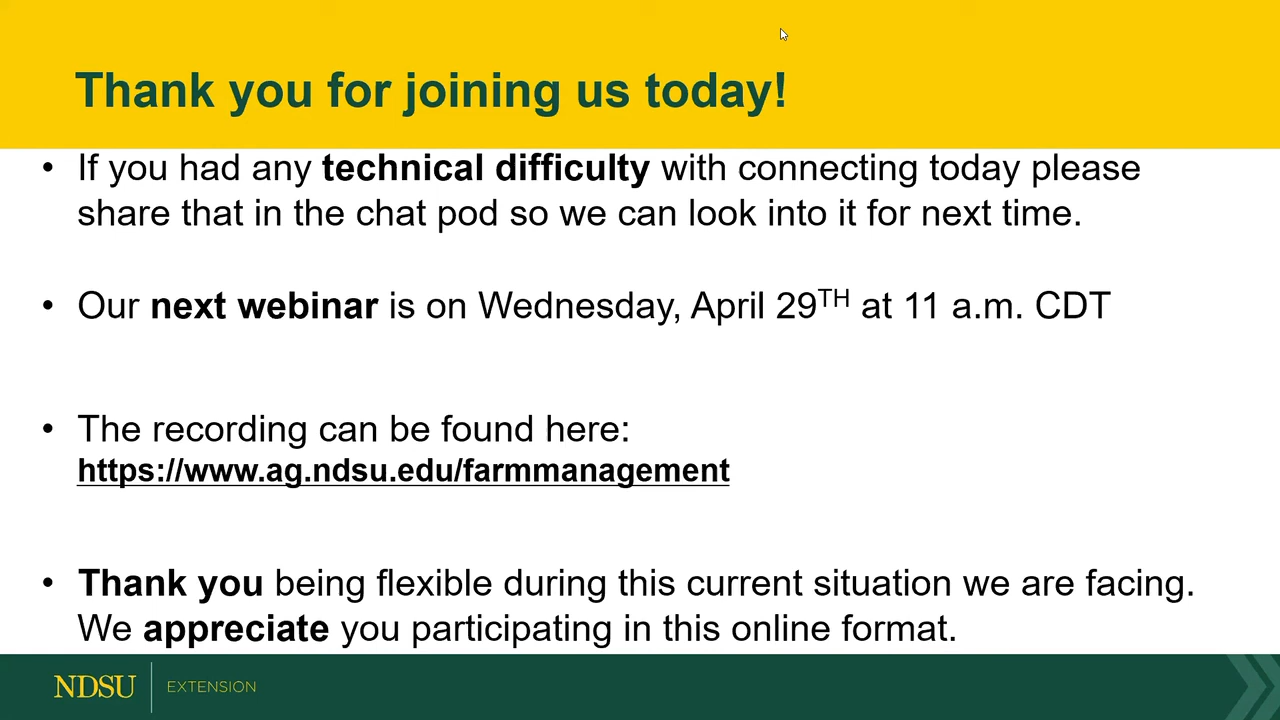 Thank you for joining us today!
• If you had any technical difficulty with connecting today please
share that in the chat pod so we can look into it for next time.
• Our next webinar is on Wednesday, April 29TH at 11 a.m. CDT
• The recording can be found here:
https://www.ag.ndsu.edu/farmmanagement
• Thank you being flexible during this current situation we are facing.
We appreciate you participating in this online format.
NDSU EXTENSION